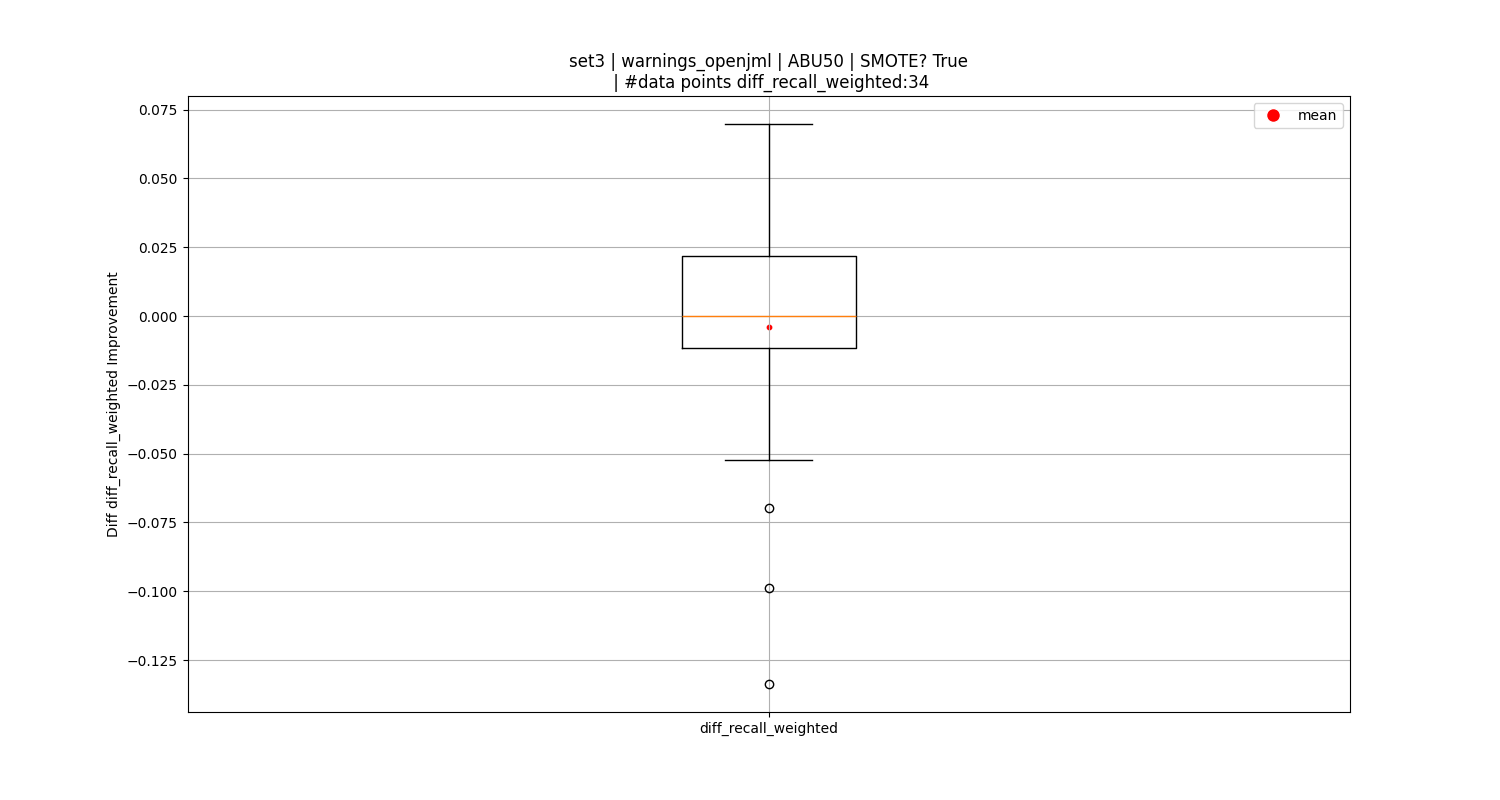 set3 | warnings_openjml | ABU50 | SMOTE? True
| #data points diff_recall_weighted:34
mean
0.075
0.050
0.025
0.000
−0.025
−0.050
−0.075
−0.100
−0.125
Diff diff_recall_weighted Improvement
diff_recall_weighted